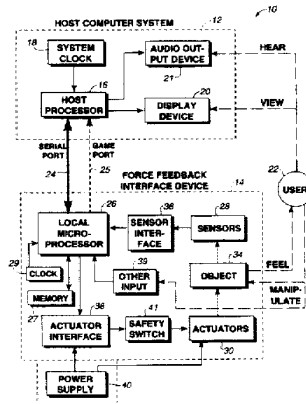 10
HOST COMPUTER SYSTEM
12
18
SYSTEM
CLOCK
AUDIO OUT-
PUT DEVICE
HEAR
21
16
20
HOST
PROCESSOR
DISPLAY
DEVICE
VIEW
SERIAL
PORT
GAME
PORT
24
25
FORCE FEEDBACK
INTERFACE DEVICE
14
22
USER
26
LOCAL
MICRO-
PROCESSOR
36
SENSOR
INTER-
FACE
28
SENSORS
FEEL
34
OBJECT
39
OTHER
INPUT
29
CLOCK
MEMORY
27
MANIP-
ULATE
38
ACTUATOR
INTERFACE
41
SAFETY
SWITCH
ACTUATORS
30
POWER
SUPPLY
40